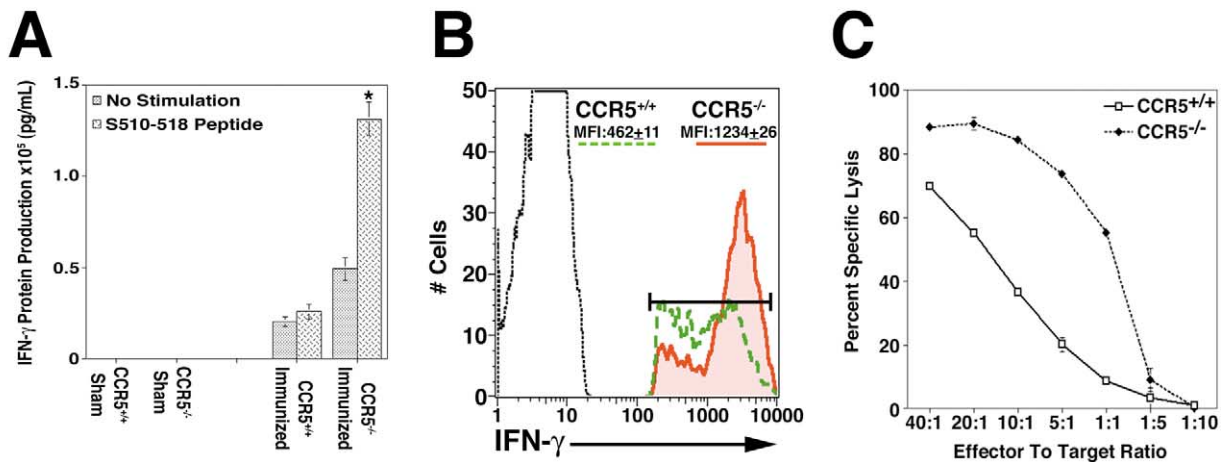 A
IFN-γ Protein Production x10⁵ (pg/mL)
1.5
1.0
0.5
0
No Stimulation
S510-518 Peptide
*
CCR5+/+
Sham
CCR5-/-
Sham
CCR5+/+
Immunized
CCR5-/-
Immunized
B
# Cells
50
40
30
20
10
0
CCR5+/+
MFI:462±11
CCR5-/-
MFI:1234±26
1 10 100 1000 10000
IFN-γ
C
Percent Specific Lysis
100
80
60
40
20
0
CCR5+/+
CCR5-/-
40:1 20:1 10:1 5:1 1:1 1:5 1:10
Effector To Target Ratio